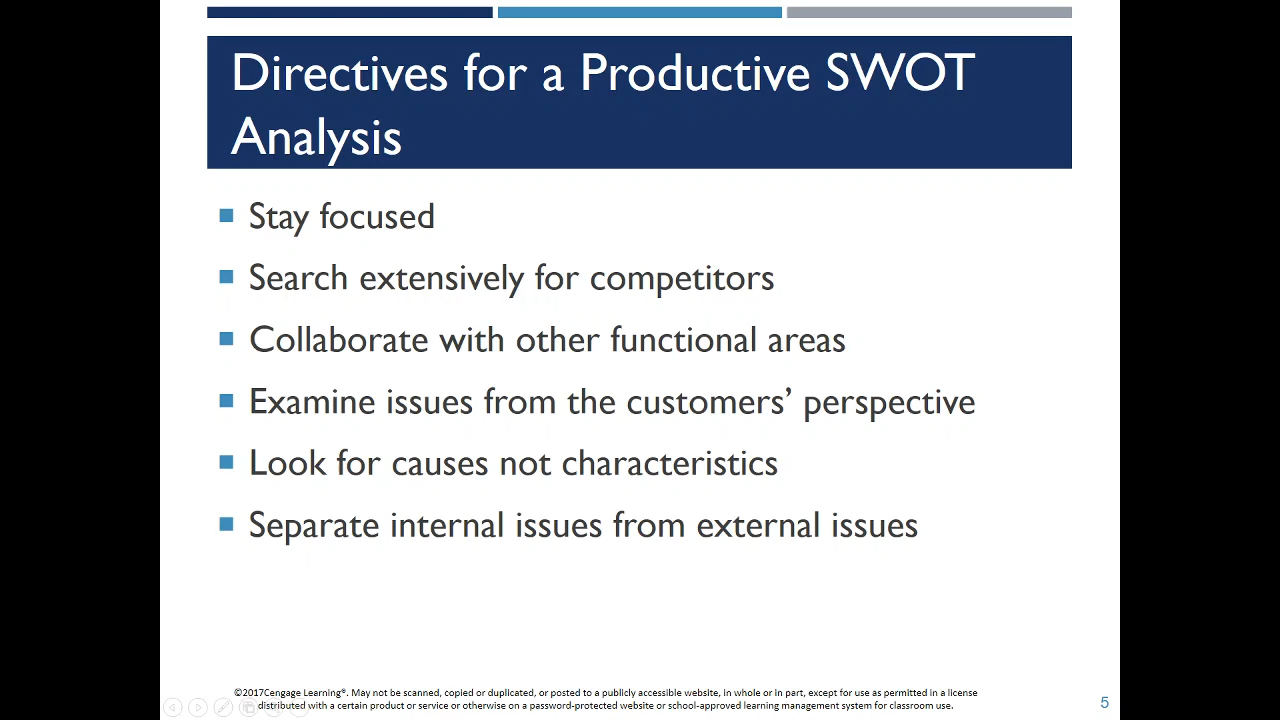 Directives for a Productive SWOT
Analysis
Stay focused
Search extensively for competitors
Collaborate with other functional areas
Examine issues from the customers’ perspective
Look for causes not characteristics
Separate internal issues from external issues
©2017Cengage Learning®. May not be scanned, copied or duplicated, or posted to a publicly accessible website, in whole or in part, except for use as permitted in a license
distributed with a certain product or service or otherwise on a password-protected website or school-approved learning management system for classroom use.
5